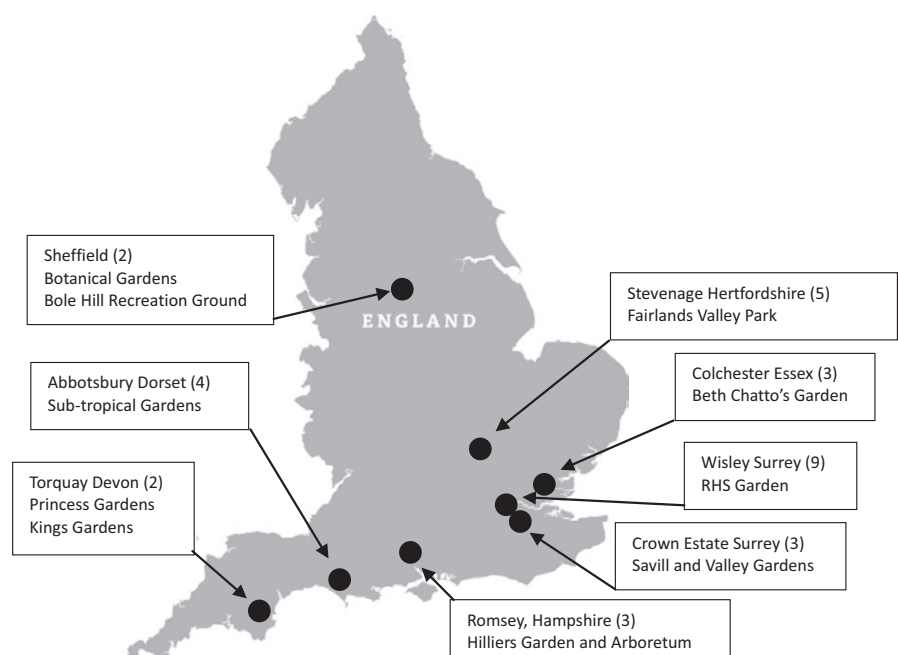 Sheffield (2)
Botanical Gardens
Bole Hill Recreation Ground
ENGLAND
Stevenage Hertfordshire (5)
Fairlands Valley Park
Abbotsbury Dorset (4)
Sub-tropical Gardens
Colchester Essex (3)
Beth Chatto's Garden
Wisley Surrey (9)
RHS Garden
Torquay Devon (2)
Princess Gardens
Kings Gardens
Crown Estate Surrey (3)
Savill and Valley Gardens
Romsey, Hampshire (3)
Hilliers Garden and Arboretum